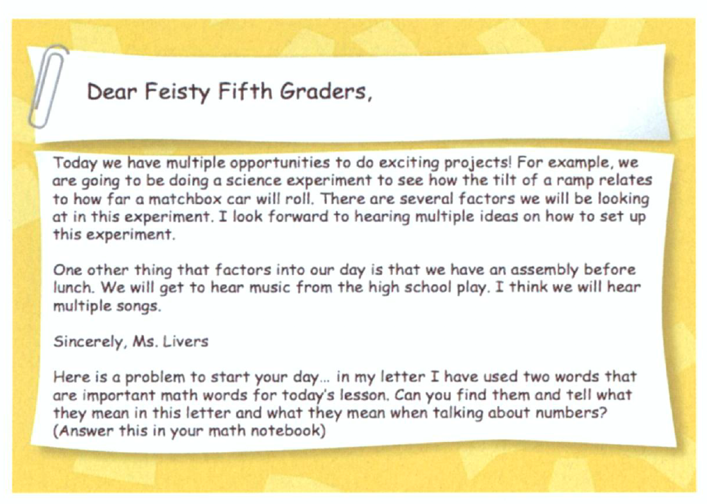 Dear Feisty Fifth Graders,
Today we have multiple opportunities to do exciting projects! For example, we
are going to be doing a science experiment to see how the tilt of a ramp relates
to how far a matchbox car will roll. There are several factors we will be looking
at in this experiment. I look forward to hearing multiple ideas on how to set up
this experiment.
One other thing that factors into our day is that we have an assembly before
lunch. We will get to hear music from the high school play. I think we will hear
multiple songs.
Sincerely, Ms. Livers
Here is a problem to start your day... in my letter I have used two words that
are important math words for today's lesson. Can you find them and tell what
they mean in this letter and what they mean when talking about numbers?
(Answer this in your math notebook)